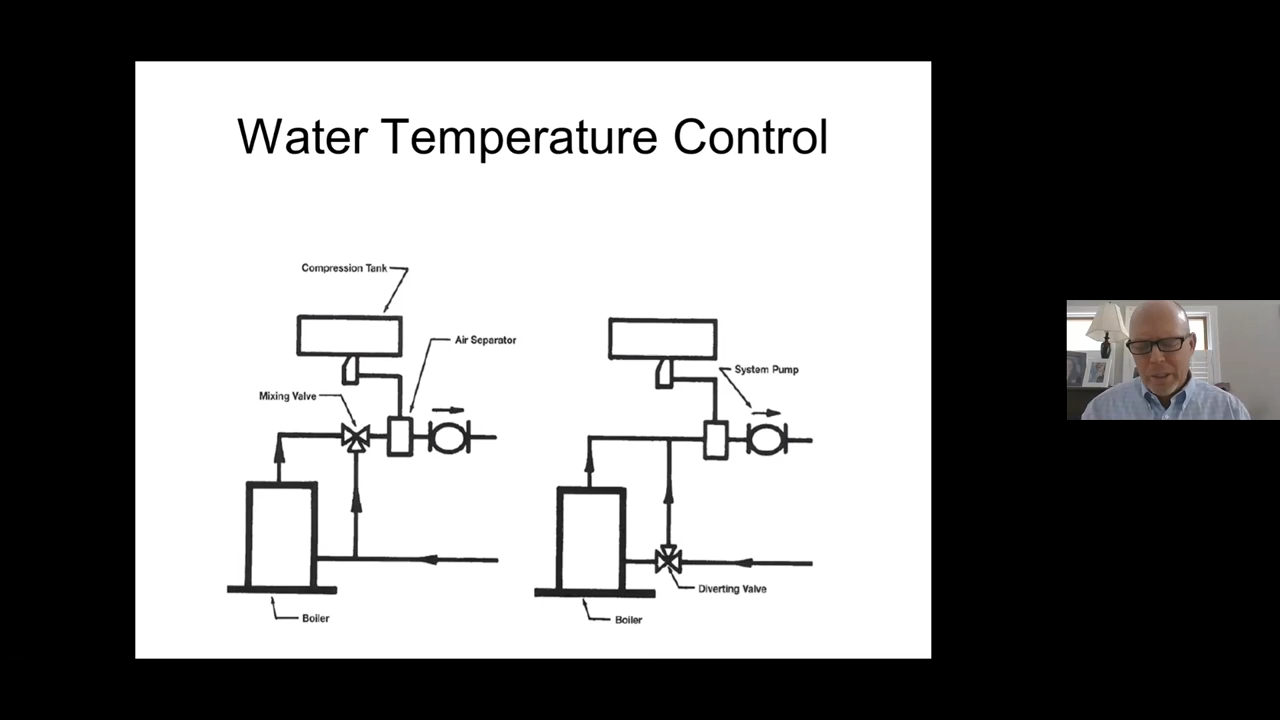 Water Temperature Control
Compression Tank
Air Separator
Mixing Valve
Boiler
System Pump
Diverting Valve
Boiler